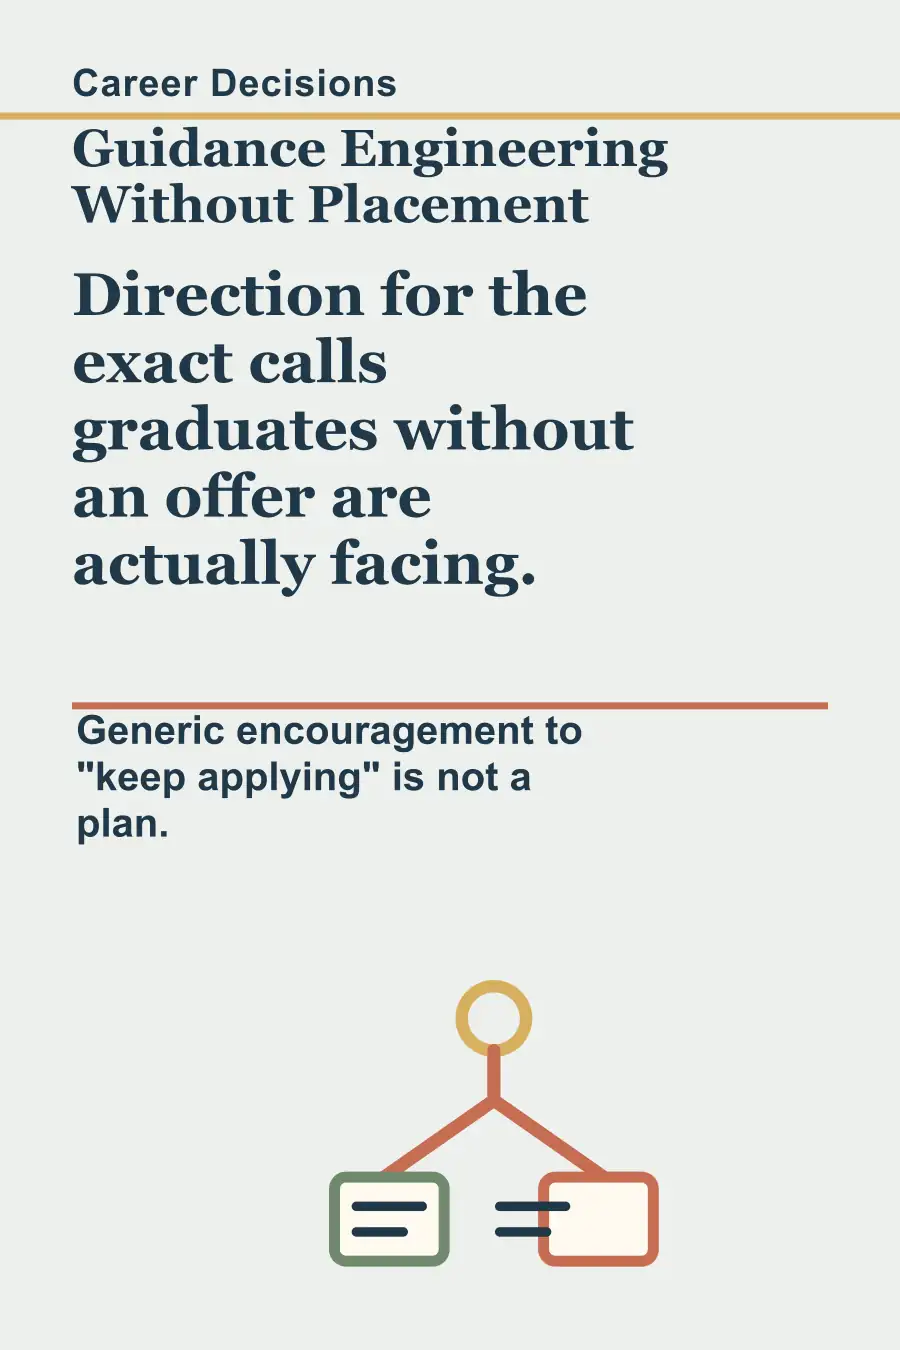 Career Decisions
Guidance Engineering
Without Placement
Direction for the
exact calls
graduates without
an offer are
actually facing.
Generic encouragement to
"keep applying" is not a
plan.